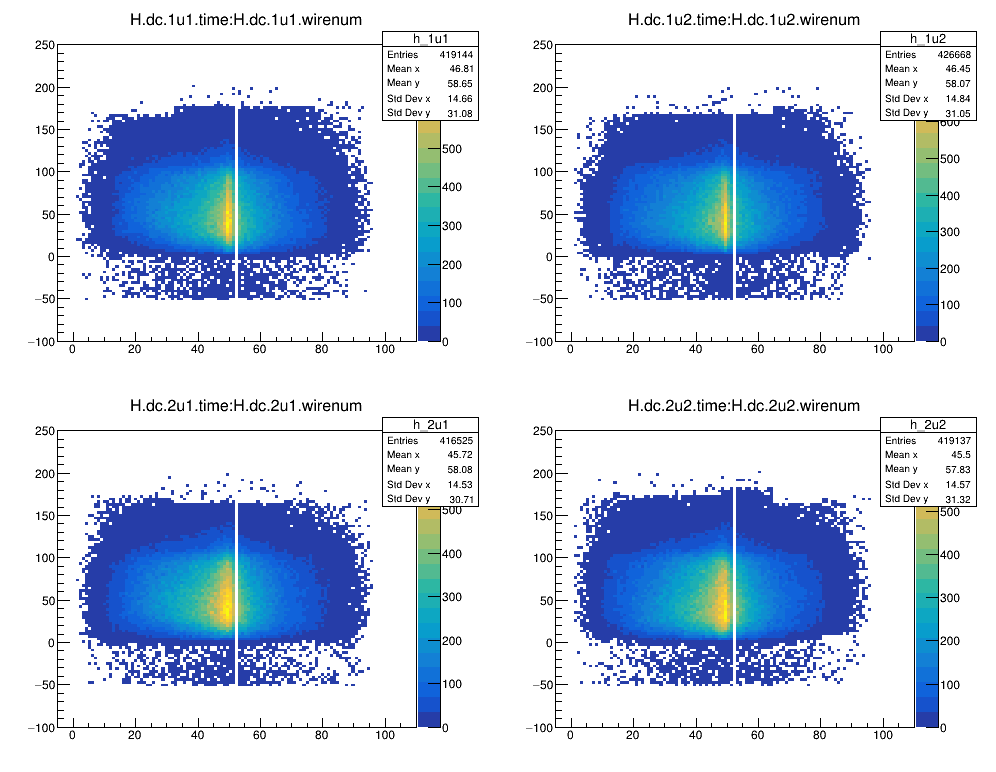 H.dc.1u1.time:H.dc.1u1.wirenum
h_1u1
Entries 419144
Mean x 46.81
Mean y 58.65
Std Dev x 14.66
Std Dev y 31.08
250
200
150
100
50
0
−50
−100
0 20 40 60 80 100
500
400
300
200
100
0
H.dc.1u2.time:H.dc.1u2.wirenum
h_1u2
Entries 426668
Mean x 46.45
Mean y 58.07
Std Dev x 14.84
Std Dev y 31.05
250
200
150
100
50
0
−50
−100
0 20 40 60 80 100
600
500
400
300
200
100
0
H.dc.2u1.time:H.dc.2u1.wirenum
h_2u1
Entries 416525
Mean x 45.72
Mean y 58.08
Std Dev x 14.53
Std Dev y 30.71
250
200
150
100
50
0
−50
−100
0 20 40 60 80 100
500
400
300
200
100
0
H.dc.2u2.time:H.dc.2u2.wirenum
h_2u2
Entries 419137
Mean x 45.5
Mean y 57.83
Std Dev x 14.57
Std Dev y 31.32
250
200
150
100
50
0
−50
−100
0 20 40 60 80 100
500
400
300
200
100
0